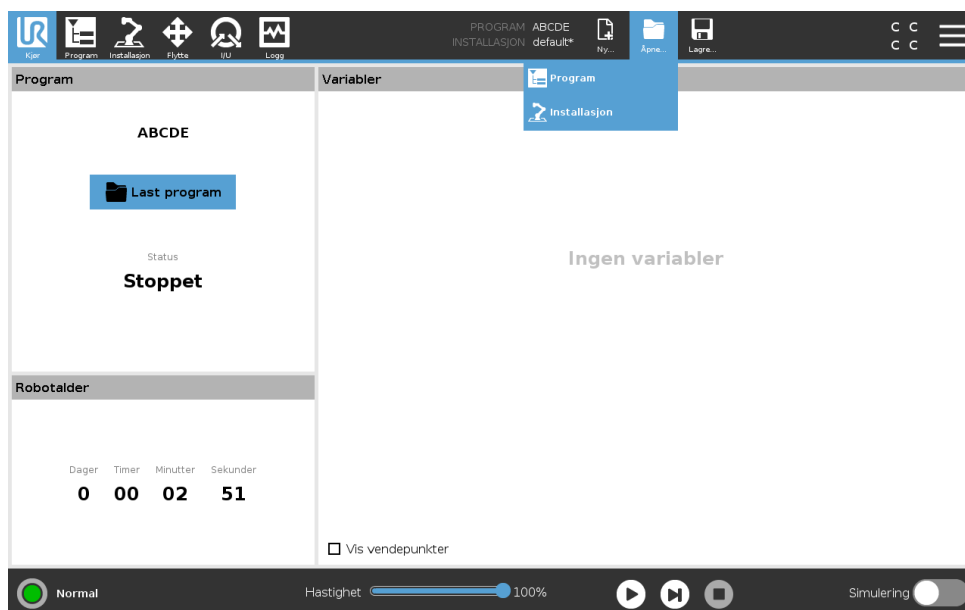 PROGRAM ABCDE
INSTALLASJON default*
UR
Kjør Program Installasjon Flytte I/U Logg
Ny... Åpne... Lagre...
C C
C C
Program
Installasjon
Program
ABCDE
Last program
Status
Stoppet
Variabler
Ingen variabler
Vis vendepunkter
Robotalder
Dager Timer Minutter Sekunder
0 00 02 51
Normal
Hastighet 100%
Simulering